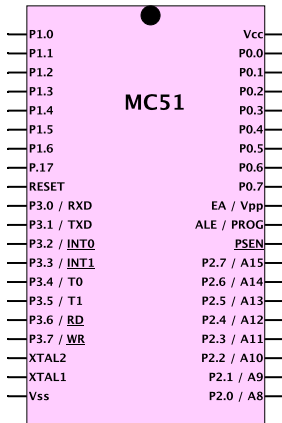 P1.0 Vcc
P1.1 P0.0
P1.2 P0.1
P1.3 P0.2
MC51
P1.4 P0.3
P1.5 P0.4
P1.6 P0.5
P.17 P0.6
RESET P0.7
P3.0 / RXD EA / Vpp
P3.1 / TXD ALE / PROG
P3.2 / INT0 PSEN
P3.3 / INT1 P2.7 / A15
P3.4 / T0 P2.6 / A14
P3.5 / T1 P2.5 / A13
P3.6 / RD P2.4 / A12
P3.7 / WR P2.3 / A11
XTAL2 P2.2 / A10
XTAL1 P2.1 / A9
Vss P2.0 / A8